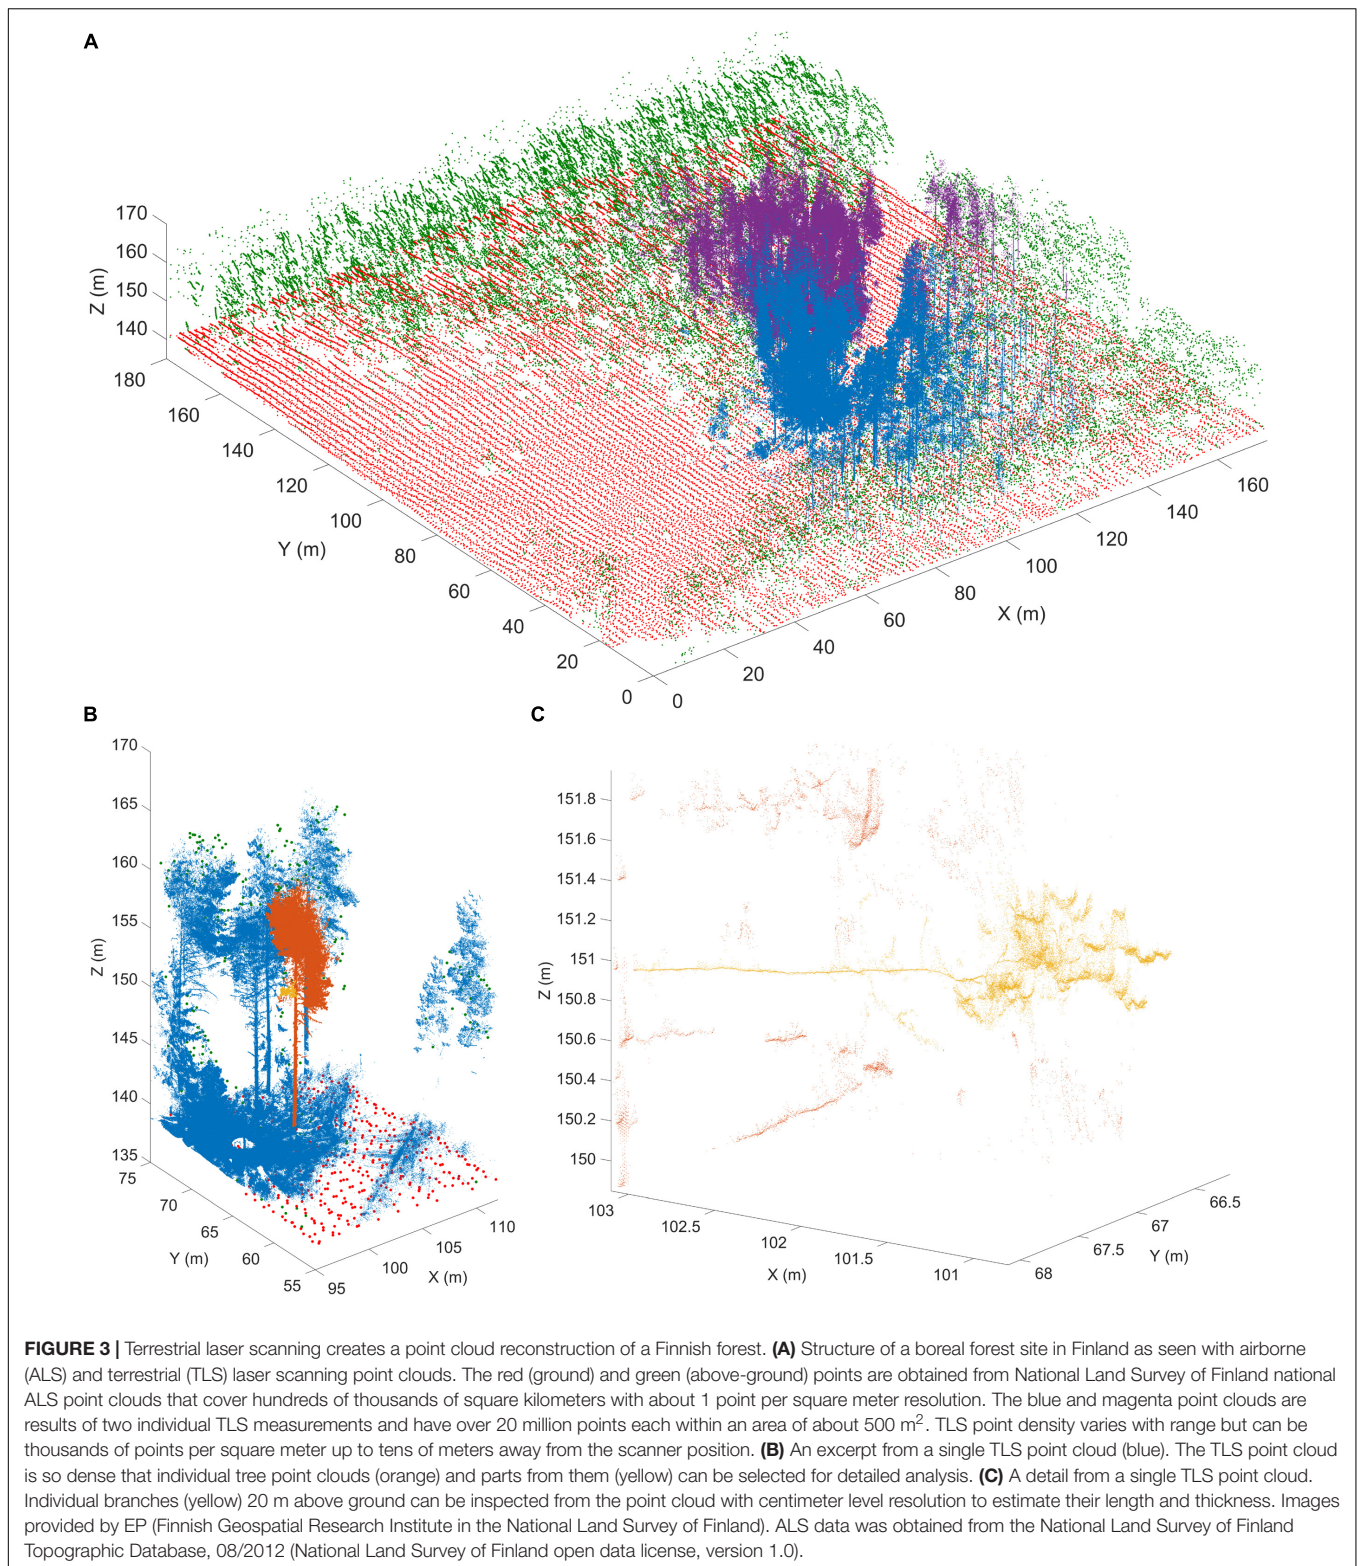 A
170
160
150
140
Z (m)
180
160
140
120
100
80
60
40
20
0
Y (m)
0
20
40
60
80
100
120
140
160
X (m)
B
170
165
160
155
150
145
140
135
Z (m)
75
70
65
60
55
Y (m)
95
100
105
110
X (m)
C
151.8
151.6
151.4
151.2
151
150.8
150.6
150.4
150.2
150
Z (m)
103
102.5
102
101.5
101
X (m)
68
67.5
67
66.5
Y (m)
FIGURE 3 | Terrestrial laser scanning creates a point cloud reconstruction of a Finnish forest. (A) Structure of a boreal forest site in Finland as seen with airborne
(ALS) and terrestrial (TLS) laser scanning point clouds. The red (ground) and green (above-ground) points are obtained from National Land Survey of Finland national
ALS point clouds that cover hundreds of thousands of square kilometers with about 1 point per square meter resolution. The blue and magenta point clouds are
results of two individual TLS measurements and have over 20 million points each within an area of about 500 m². TLS point density varies with range but can be
thousands of points per square meter up to tens of meters away from the scanner position. (B) An excerpt from a single TLS point cloud (blue). The TLS point cloud
is so dense that individual tree point clouds (orange) and parts from them (yellow) can be selected for detailed analysis. (C) A detail from a single TLS point cloud.
Individual branches (yellow) 20 m above ground can be inspected from the point cloud with centimeter level resolution to estimate their length and thickness. Images
provided by EP (Finnish Geospatial Research Institute in the National Land Survey of Finland). ALS data was obtained from the National Land Survey of Finland
Topographic Database, 08/2012 (National Land Survey of Finland open data license, version 1.0).